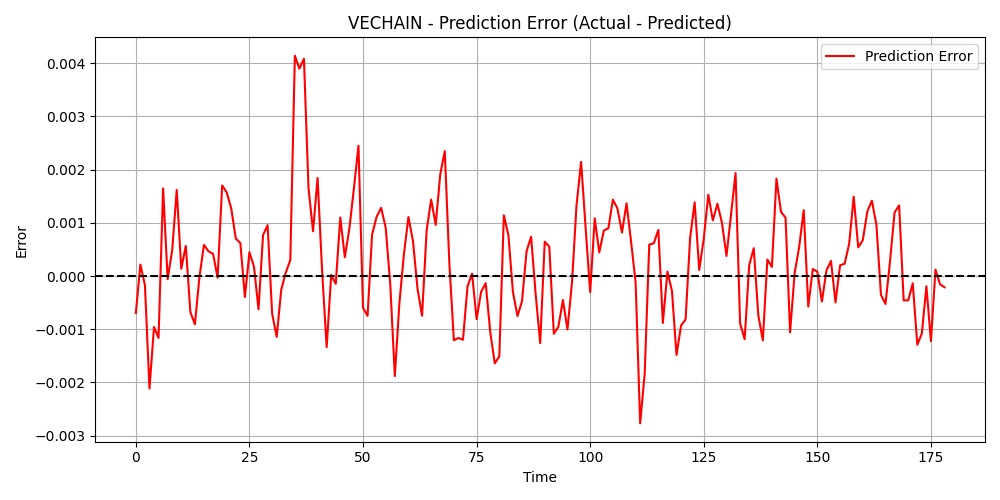 VECHAIN - Prediction Error (Actual - Predicted)
Prediction Error
Error
0.004
0.003
0.002
0.001
0.000
−0.001
−0.002
−0.003
0 25 50 75 100 125 150 175
Time